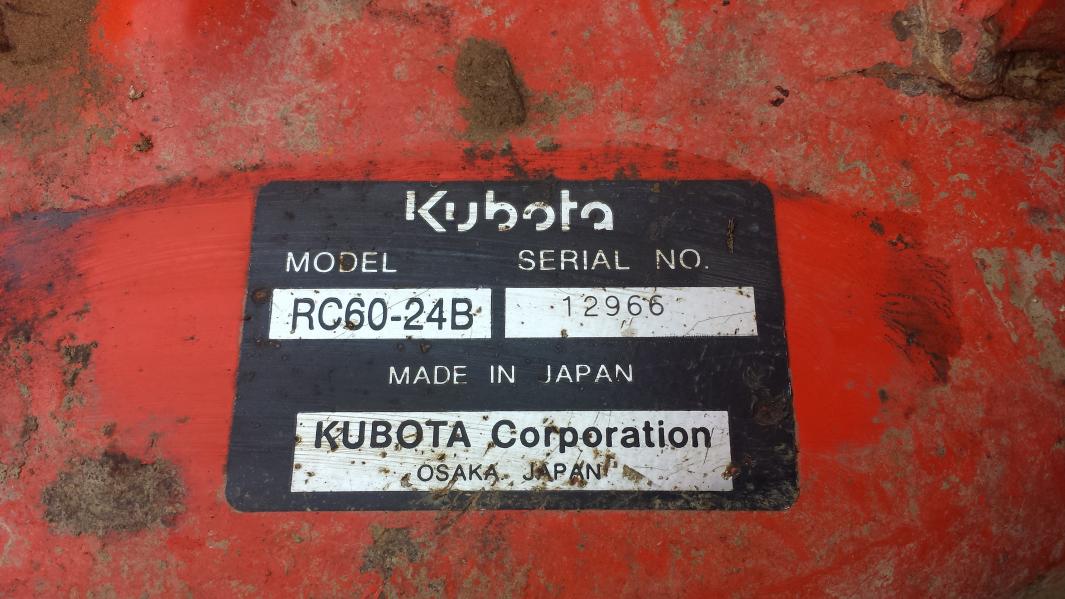 Kubota
MODEL SERIAL NO.
RC60-24B 12966
MADE IN JAPAN
KUBOTA Corporation
OSAKA JAPAN